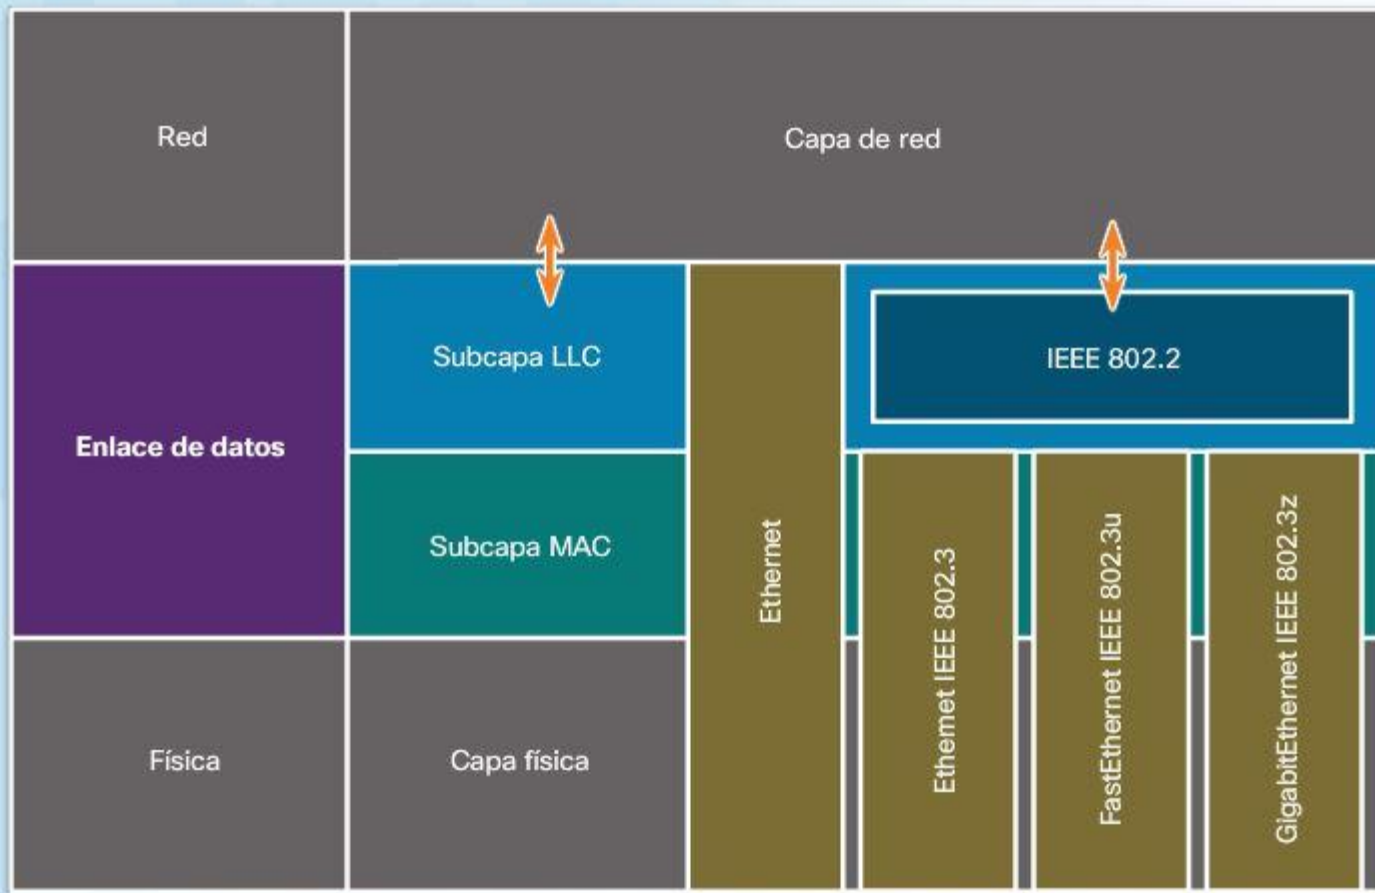 Red
Capa de red
Enlace de datos
Subcapa LLC
Subcapa MAC
Ethernet
IEEE 802.2
Ethernet IEEE 802.3
FastEthernet IEEE 802.3u
GigabitEthernet IEEE 802.3z
Física
Capa física